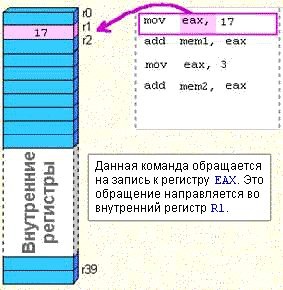 r0
17
r1
r2
mov eax, 17
add mem1, eax
mov eax, 3
add mem2, eax
Внутренние
регистры
Данная команда обращается
на запись к регистру EAX. Это
обращение направляется во
внутренний регистр R1.
r39